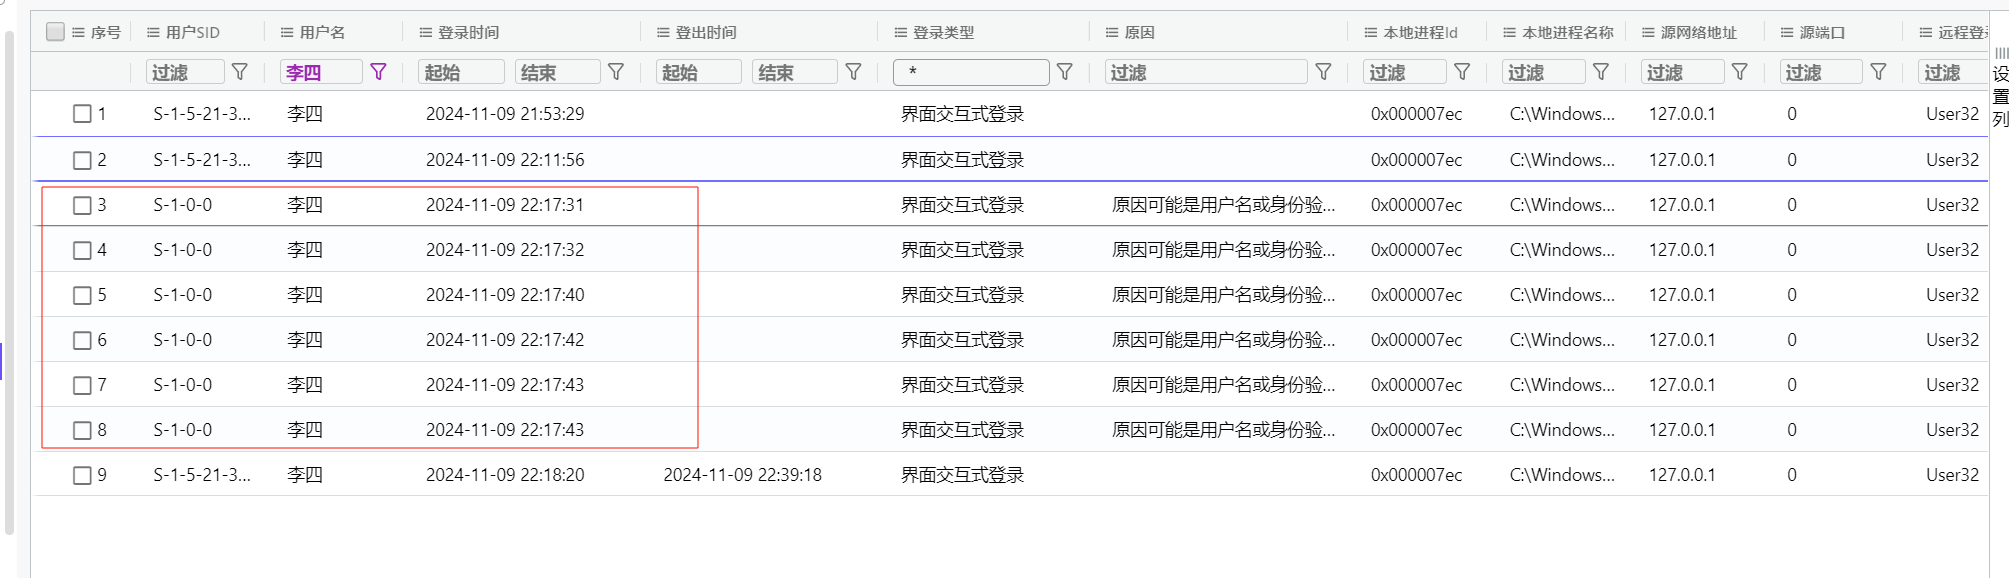 序号 用户SID 用户名 登录时间 登出时间 登录类型 原因 本地进程Id 本地进程名称 源网络地址 源端口 远程登录
过滤 李四 起始 结束 起始 结束 * 过滤 过滤 过滤 过滤 过滤 过滤
1 S-1-5-21-3... 李四 2024-11-09 21:53:29 界面交互式登录 0x000007ec C:\Windows... 127.0.0.1 0 User32
2 S-1-5-21-3... 李四 2024-11-09 22:11:56 界面交互式登录 0x000007ec C:\Windows... 127.0.0.1 0 User32
3 S-1-0-0 李四 2024-11-09 22:17:31 界面交互式登录 原因可能是用户名或身份验... 0x000007ec C:\Windows... 127.0.0.1 0 User32
4 S-1-0-0 李四 2024-11-09 22:17:32 界面交互式登录 原因可能是用户名或身份验... 0x000007ec C:\Windows... 127.0.0.1 0 User32
5 S-1-0-0 李四 2024-11-09 22:17:40 界面交互式登录 原因可能是用户名或身份验... 0x000007ec C:\Windows... 127.0.0.1 0 User32
6 S-1-0-0 李四 2024-11-09 22:17:42 界面交互式登录 原因可能是用户名或身份验... 0x000007ec C:\Windows... 127.0.0.1 0 User32
7 S-1-0-0 李四 2024-11-09 22:17:43 界面交互式登录 原因可能是用户名或身份验... 0x000007ec C:\Windows... 127.0.0.1 0 User32
8 S-1-0-0 李四 2024-11-09 22:17:43 界面交互式登录 原因可能是用户名或身份验... 0x000007ec C:\Windows... 127.0.0.1 0 User32
9 S-1-5-21-3... 李四 2024-11-09 22:18:20 2024-11-09 22:39:18 界面交互式登录 0x000007ec C:\Windows... 127.0.0.1 0 User32
设置列